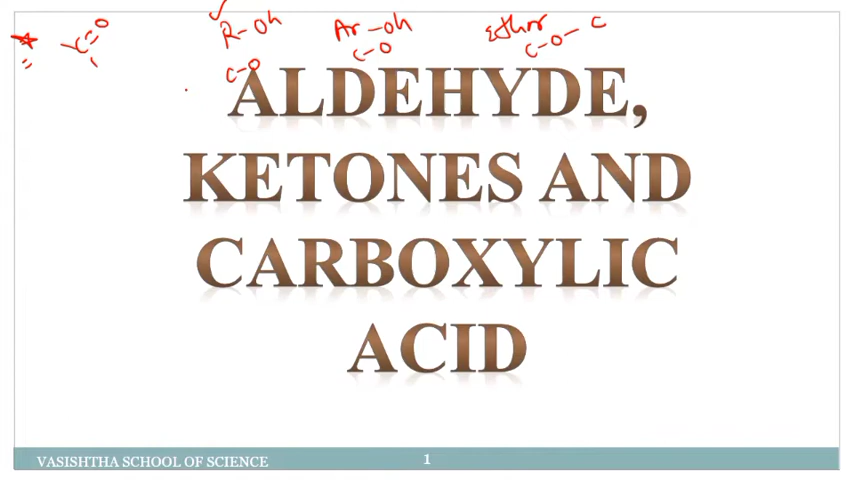 R-Oh Ar-Oh Ether
C=O C-O C-O C-O-C
ALDEHYDE,
KETONES AND
CARBOXYLIC
ACID
VASISHTHA SCHOOL OF SCIENCE 1